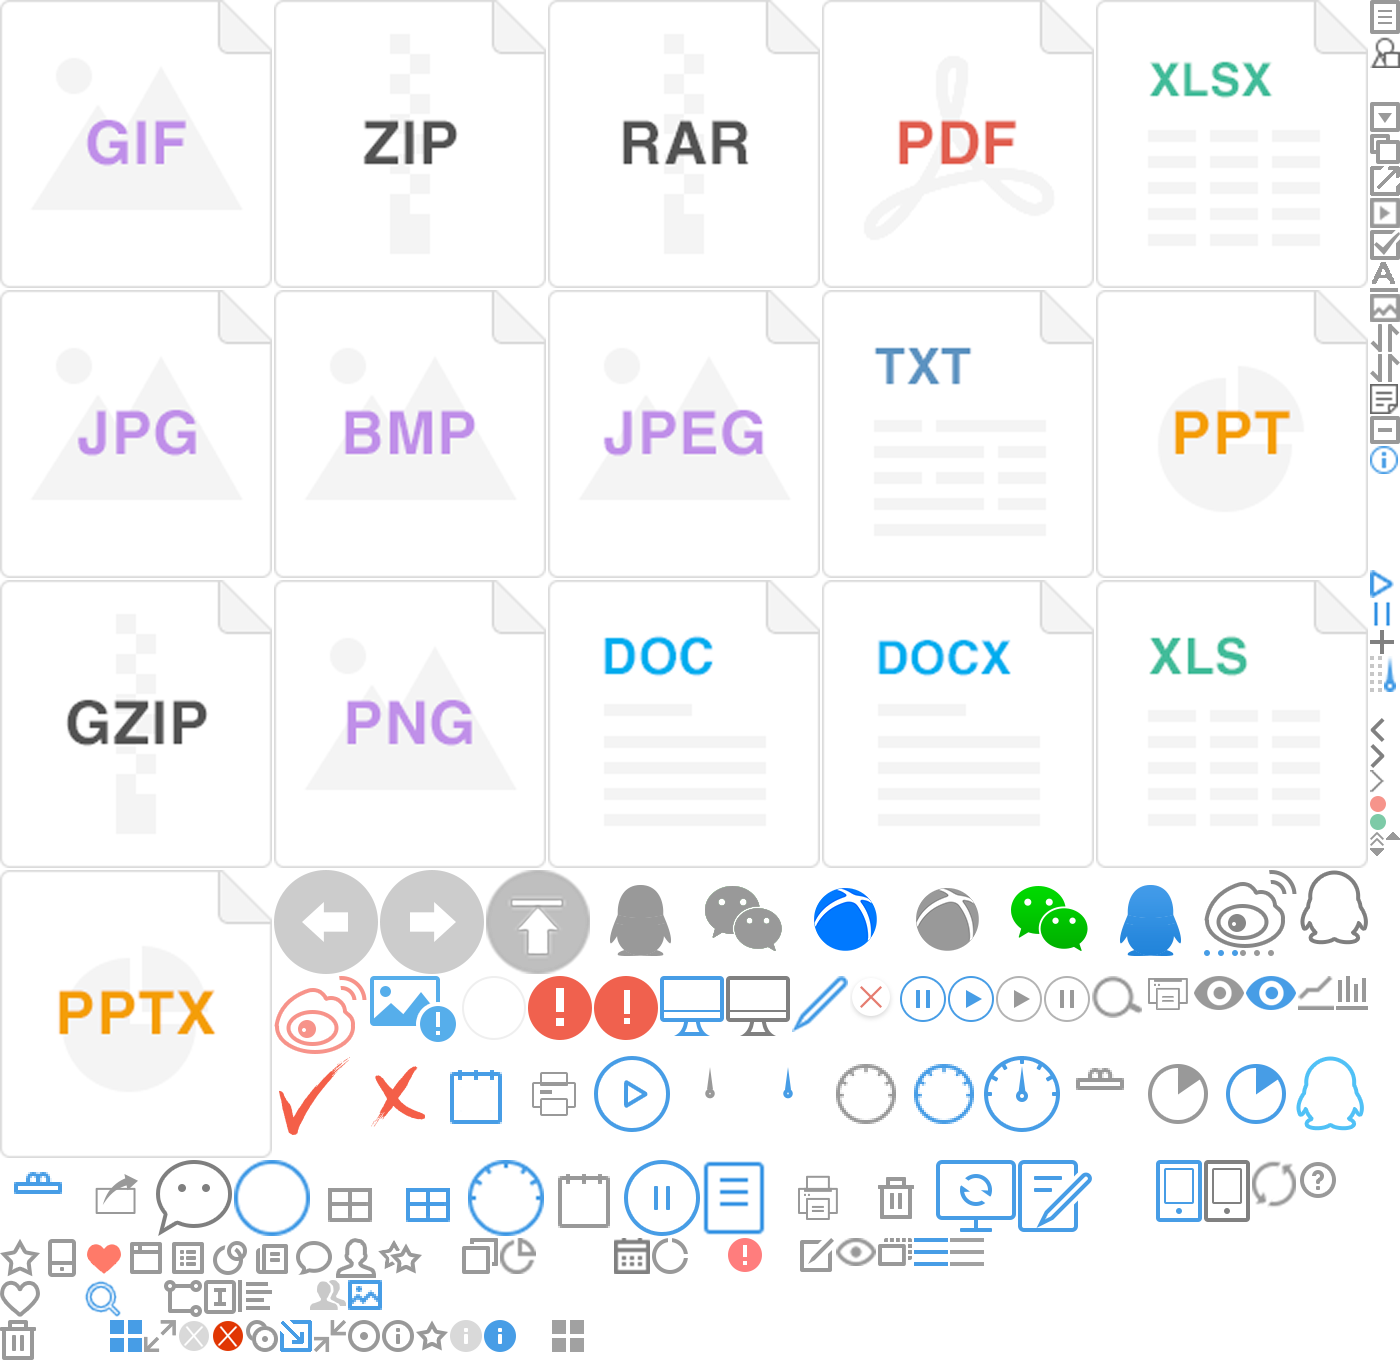 GIF
ZIP
RAR
PDF
XLSX
JPG
BMP
JPEG
TXT
PPT
GZIP
PNG
DOC
DOCX
XLS
PPTX